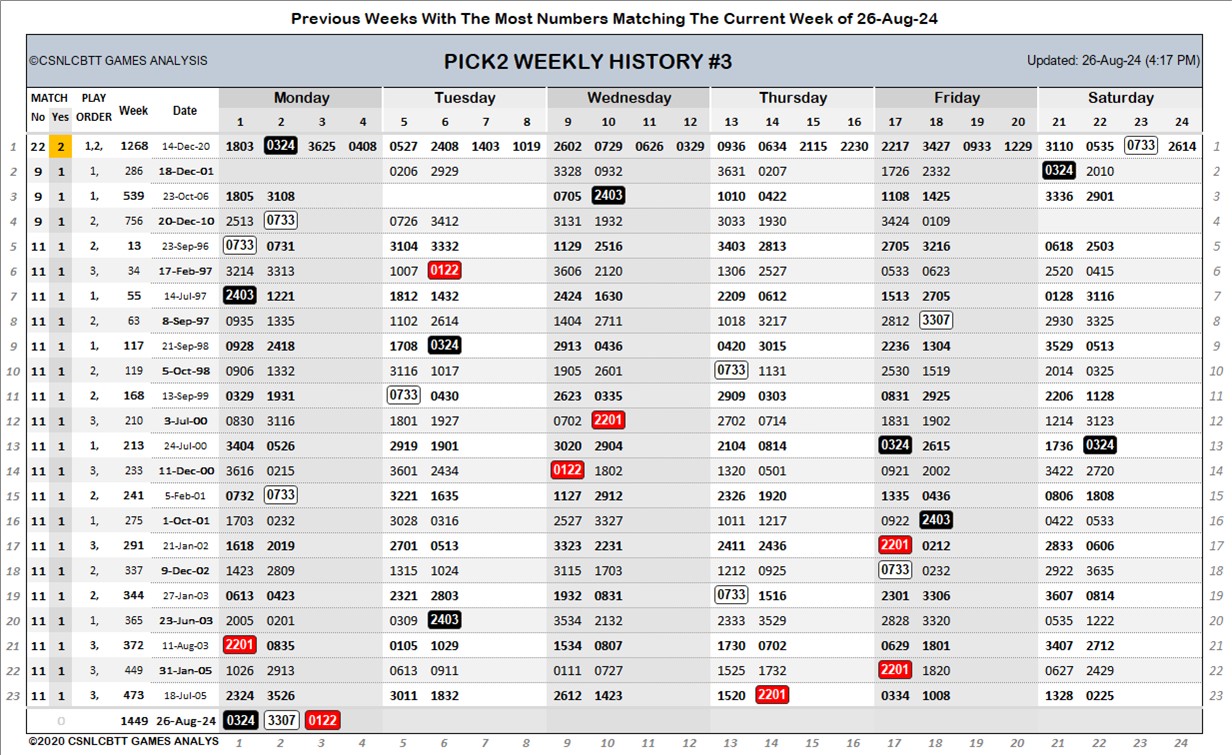 Previous Weeks With The Most Numbers Matching The Current Week of 26-Aug-24
©CSNLCBTT GAMES ANALYSIS PICK2 WEEKLY HISTORY #3 Updated: 26-Aug-24 (4:17 PM)
MATCH PLAY Week Date Monday Tuesday Wednesday Thursday Friday Saturday
No Yes ORDER 1 2 3 4 5 6 7 8 9 10 11 12 13 14 15 16 17 18 19 20 21 22 23 24
1 22 2 1,2, 1268 14-Dec-20 1803 0324 3625 0408 0527 2408 1403 1019 2602 0729 0626 0329 0936 0634 2115 2230 2217 3427 0933 1229 3110 0535 0733 2614 1
2 9 1 1, 286 18-Dec-01 0206 2929 3328 0932 3631 0207 1726 2332 0324 2010 2
3 9 1 1, 539 23-Oct-06 1805 3108 0705 2403 1010 0422 1108 1425 3336 2901 3
4 9 1 2, 756 20-Dec-10 2513 0733 0726 3412 3131 1932 3033 1930 3424 0109 4
5 11 1 2, 13 23-Sep-96 0733 0731 3104 3332 1129 2516 3403 2813 2705 3216 0618 2503 5
6 11 1 3, 34 17-Feb-97 3214 3313 1007 0122 3606 2120 1306 2527 0533 0623 2520 0415 6
7 11 1 1, 55 14-Jul-97 2403 1221 1812 1432 2424 1630 2209 0612 1513 2705 0128 3116 7
8 11 1 2, 63 8-Sep-97 0935 1335 1102 2614 1404 2711 1018 3217 2812 3307 2930 3325 8
9 11 1 1, 117 21-Sep-98 0928 2418 1708 0324 2913 0436 0420 3015 2236 1304 3529 0513 9
10 11 1 2, 119 5-Oct-98 0906 1332 3116 1017 1905 2601 0733 1131 2530 1519 2014 0325 10
11 11 1 2, 168 13-Sep-99 0329 1931 0733 0430 2623 0335 2909 0303 0831 2925 2206 1128 11
12 11 1 3, 210 3-Jul-00 0830 3116 1801 1927 0702 2201 2702 0714 1831 1902 1214 3123 12
13 11 1 1, 213 24-Jul-00 3404 0526 2919 1901 3020 2904 2104 0814 0324 2615 1736 0324 13
14 11 1 3, 233 11-Dec-00 3616 0215 3601 2434 0122 1802 1320 0501 0921 2002 3422 2720 14
15 11 1 2, 241 5-Feb-01 0732 0733 3221 1635 1127 2912 2326 1920 1335 0436 0806 1808 15
16 11 1 1, 275 1-Oct-01 1703 0232 3028 0316 2527 3327 1011 1217 0922 2403 0422 0533 16
17 11 1 3, 291 21-Jan-02 1618 2019 2701 0513 3323 2231 2411 2436 2201 0212 2833 0606 17
18 11 1 2, 337 9-Dec-02 1423 2809 1315 1024 3115 1703 1212 0925 0733 0232 2922 3635 18
19 11 1 2, 344 27-Jan-03 0613 0423 2321 2803 1932 0831 0733 1516 2301 3306 3607 0814 19
20 11 1 1, 365 23-Jun-03 2005 0201 0309 2403 3534 2132 2333 3529 2828 3320 0535 1222 20
21 11 1 3, 372 11-Aug-03 2201 0835 0105 1029 1534 0807 1730 0702 0629 1801 3407 2712 21
22 11 1 3, 449 31-Jan-05 1026 2913 0613 0911 0111 0727 1525 1732 2201 1820 0627 2429 22
23 11 1 3, 473 18-Jul-05 2324 3526 3011 1832 2612 1423 1520 2201 0334 1008 1328 0225 23
0 1449 26-Aug-24 0324 3307 0122
©2020 CSNLCBTT GAMES ANALYS 1 2 3 4 5 6 7 8 9 10 11 12 13 14 15 16 17 18 19 20 21 22 23 24